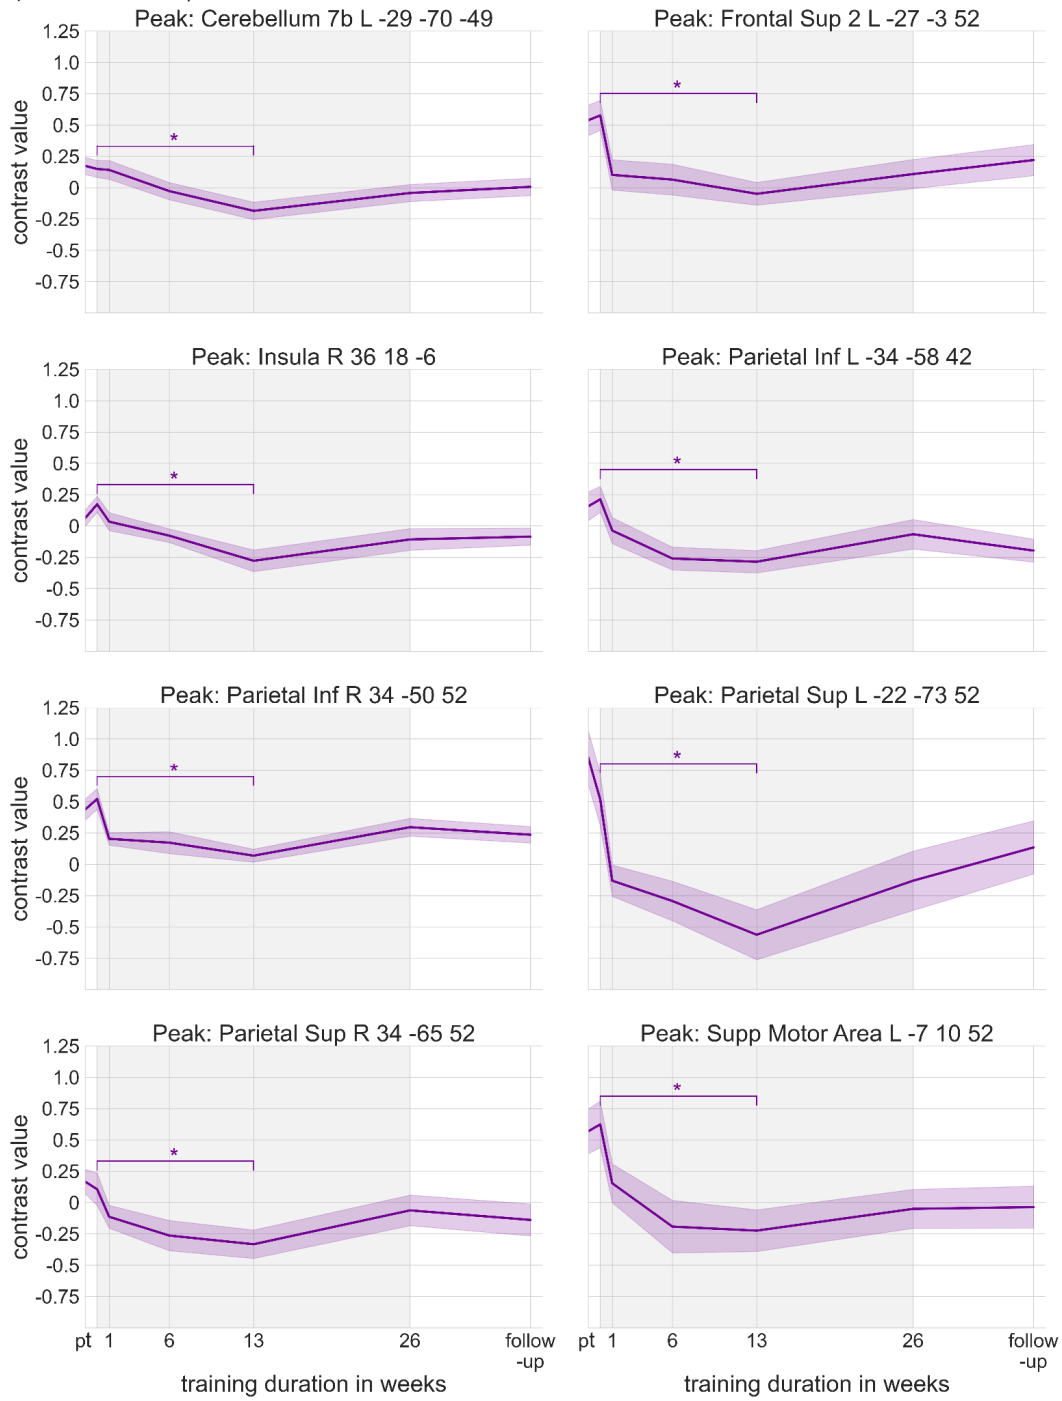 Peak: Cerebellum 7b L -29 -70 -49
1.25
1.0
0.75
0.5
0.25
0
-0.25
-0.5
-0.75
contrast value
*
Peak: Frontal Sup 2 L -27 -3 52
*
Peak: Insula R 36 18 -6
1.25
1.0
0.75
0.5
0.25
0
-0.25
-0.5
-0.75
contrast value
*
Peak: Parietal Inf L -34 -58 42
*
Peak: Parietal Inf R 34 -50 52
1.25
1.0
0.75
0.5
0.25
0
-0.25
-0.5
-0.75
contrast value
*
Peak: Parietal Sup L -22 -73 52
*
Peak: Parietal Sup R 34 -65 52
1.25
1.0
0.75
0.5
0.25
0
-0.25
-0.5
-0.75
contrast value
*
pt 1 6 13 26 follow
-up
training duration in weeks
Peak: Supp Motor Area L -7 10 52
*
pt 1 6 13 26 follow
-up
training duration in weeks